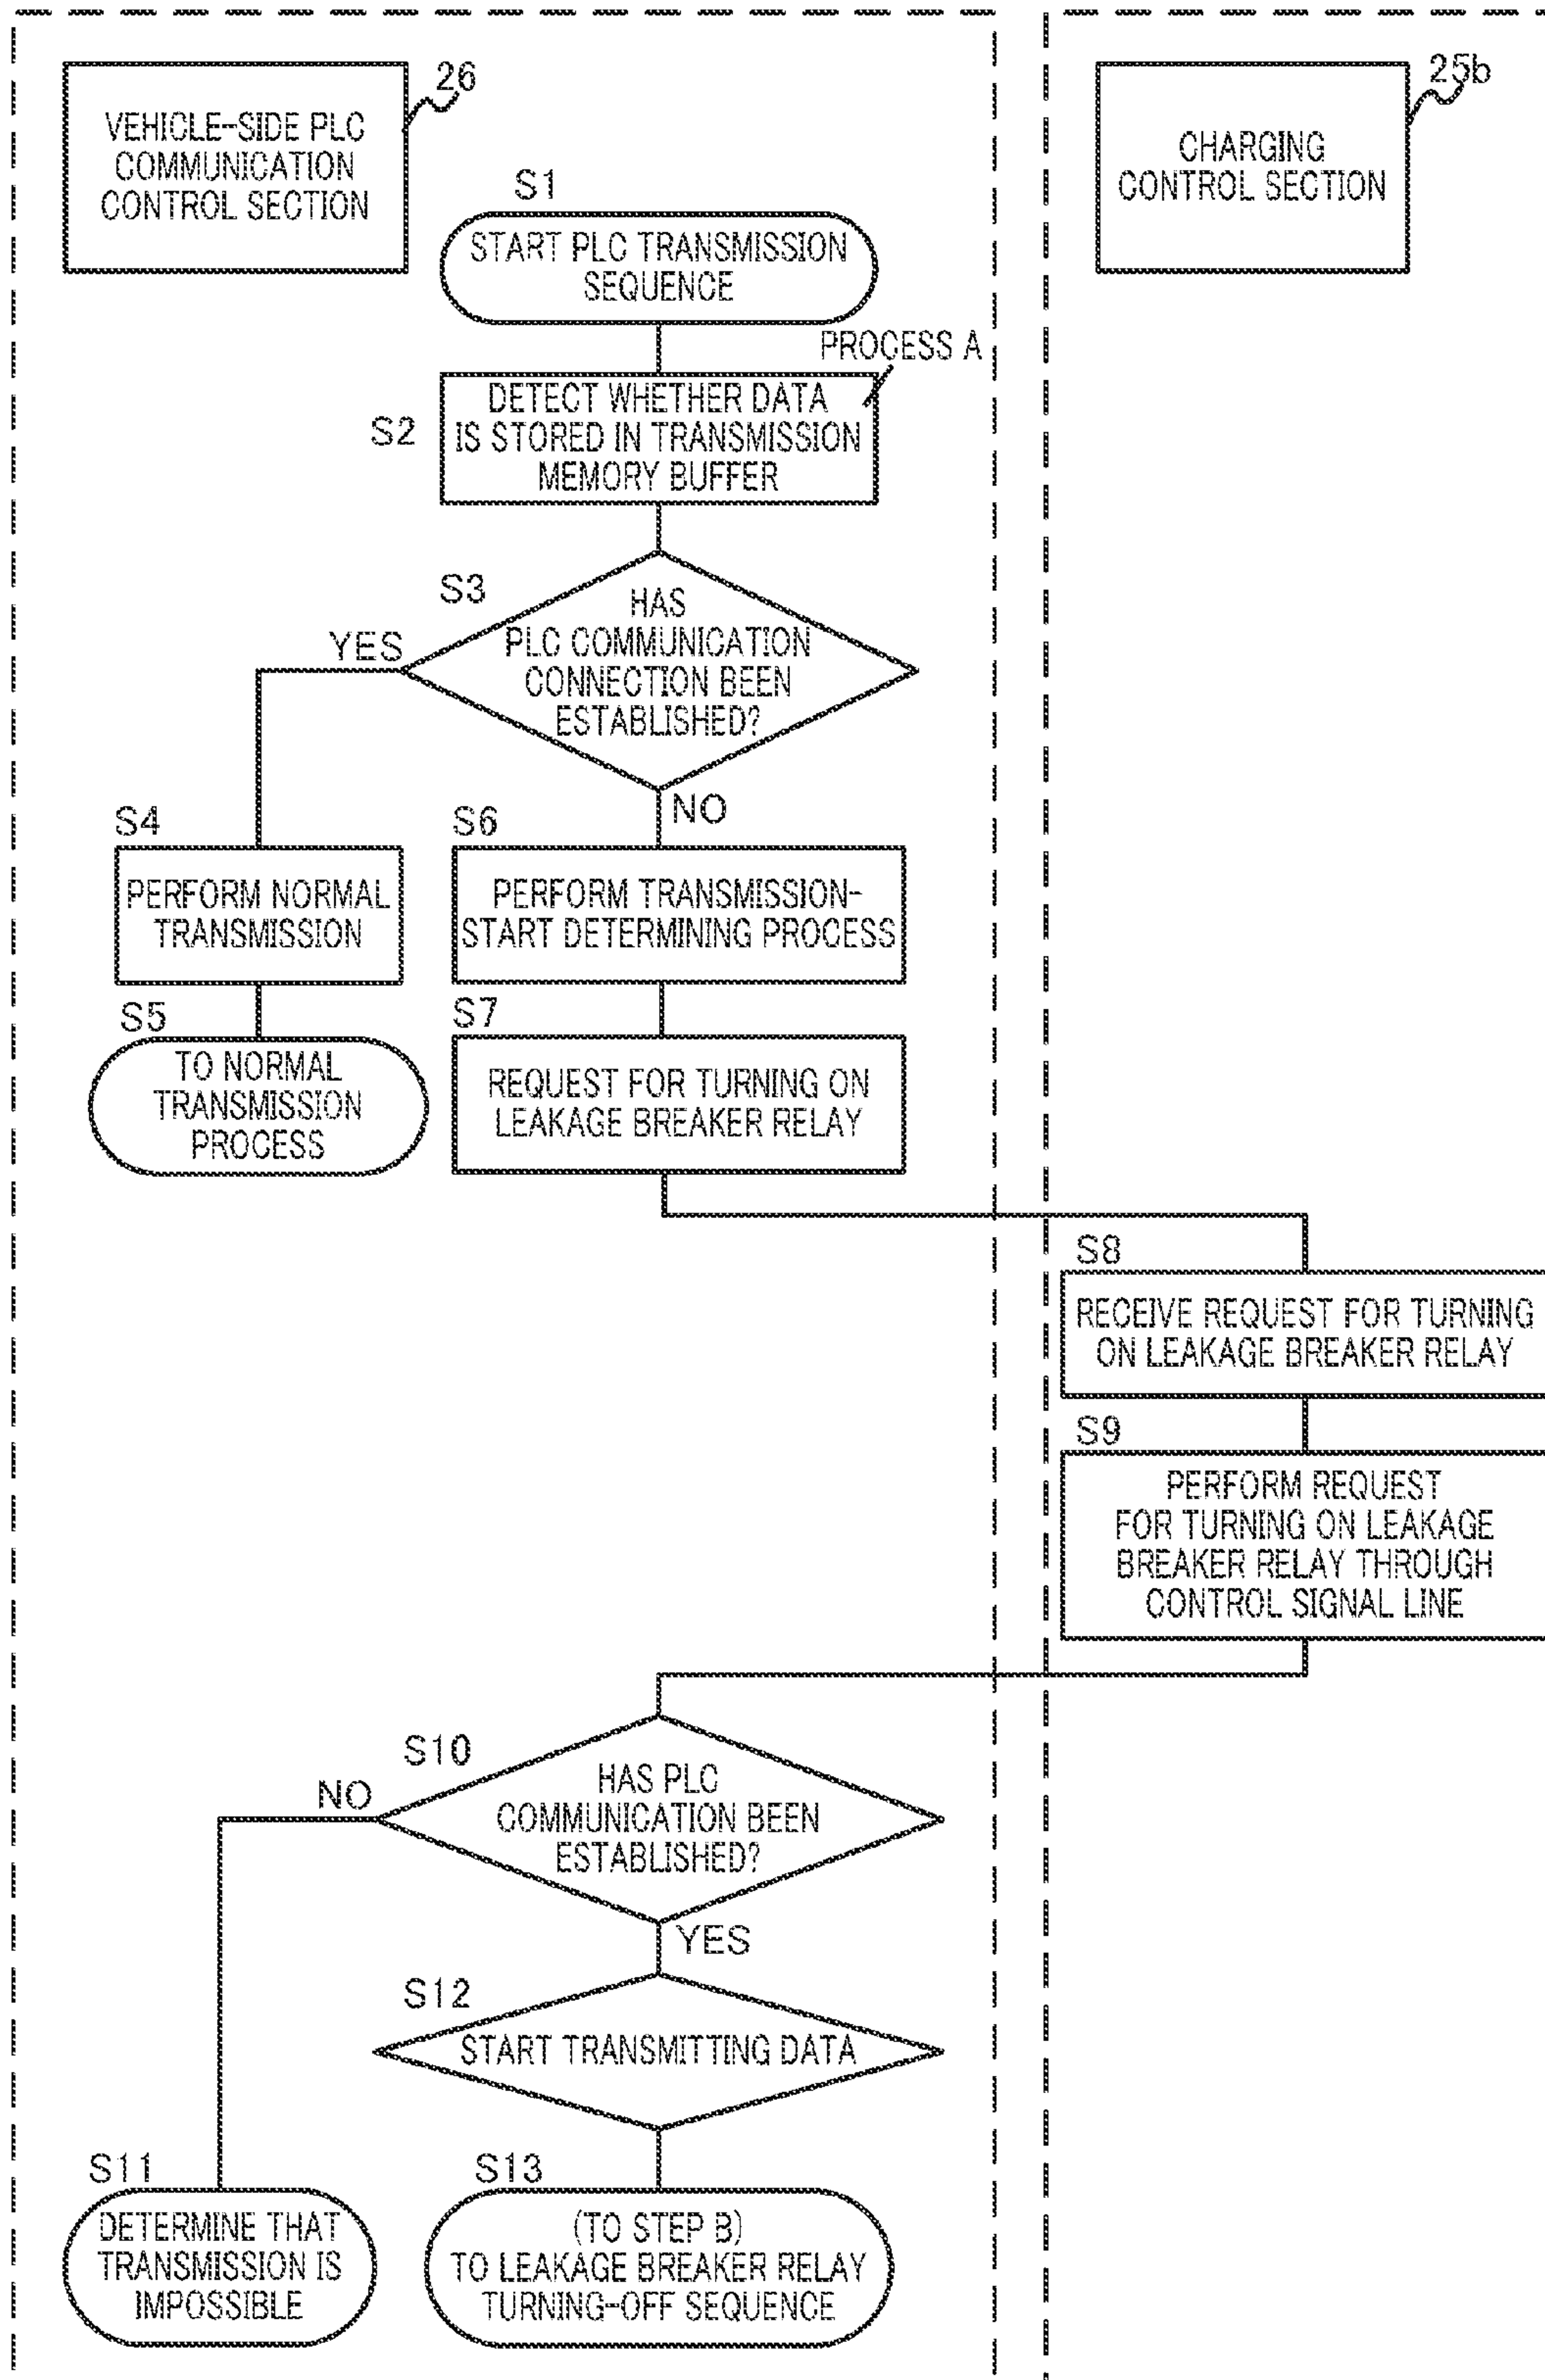 26
VEHICLE-SIDE PLC
COMMUNICATION
CONTROL SECTION
25b
CHARGING
CONTROL SECTION
S1
START PLC TRANSMISSION
SEQUENCE
PROCESS A
S2
DETECT WHETHER DATA
IS STORED IN TRANSMISSION
MEMORY BUFFER
S3
HAS
PLC COMMUNICATION
CONNECTION BEEN
ESTABLISHED?
YES
NO
S4
PERFORM NORMAL
TRANSMISSION
S5
TO NORMAL
TRANSMISSION
PROCESS
S6
PERFORM TRANSMISSION-
START DETERMINING PROCESS
S7
REQUEST FOR TURNING ON
LEAKAGE BREAKER RELAY
S8
RECEIVE REQUEST FOR TURNING
ON LEAKAGE BREAKER RELAY
S9
PERFORM REQUEST
FOR TURNING ON LEAKAGE
BREAKER RELAY THROUGH
CONTROL SIGNAL LINE
S10
HAS PLC
COMMUNICATION BEEN
ESTABLISHED?
NO
YES
S12
START TRANSMITTING DATA
S11
DETERMINE THAT
TRANSMISSION IS
IMPOSSIBLE
S13
(TO STEP B)
TO LEAKAGE BREAKER RELAY
TURNING-OFF SEQUENCE